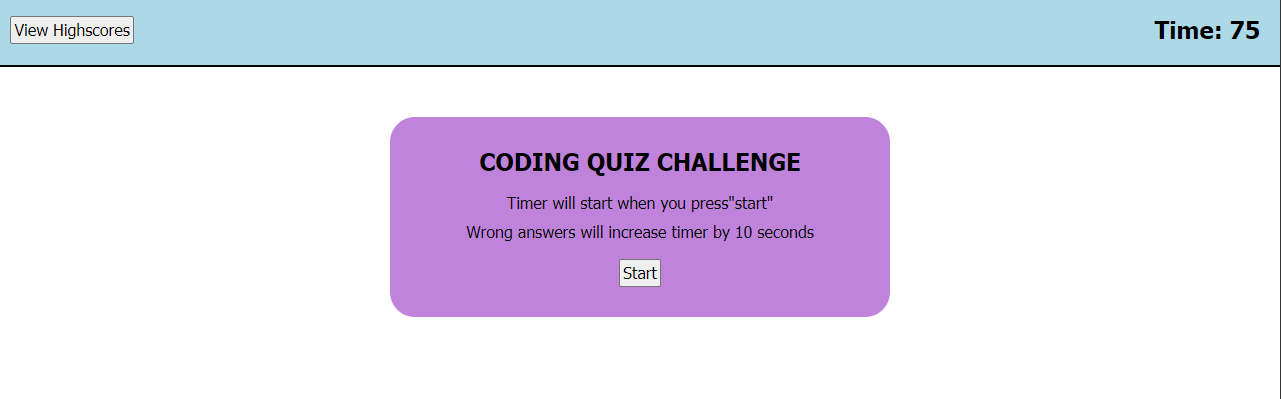 View Highscores
Time: 75
CODING QUIZ CHALLENGE
Timer will start when you press"start"
Wrong answers will increase timer by 10 seconds
Start